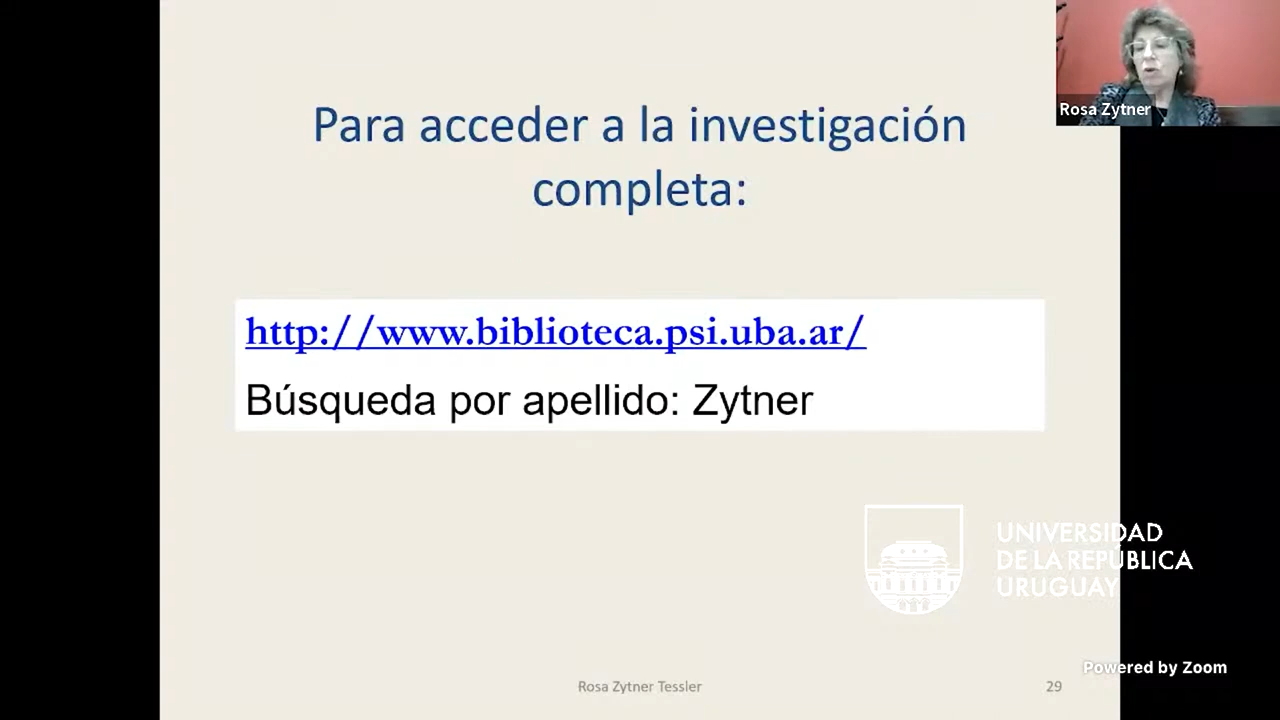 Para acceder a la investigación
completa:
Rosa Zytner
http://www.biblioteca.psi.uba.ar/
Búsqueda por apellido: Zytner
UNIVERSIDAD
DE LA REPÚBLICA
URUGUAY
Powered by Zoom
Rosa Zytner Tessler
29